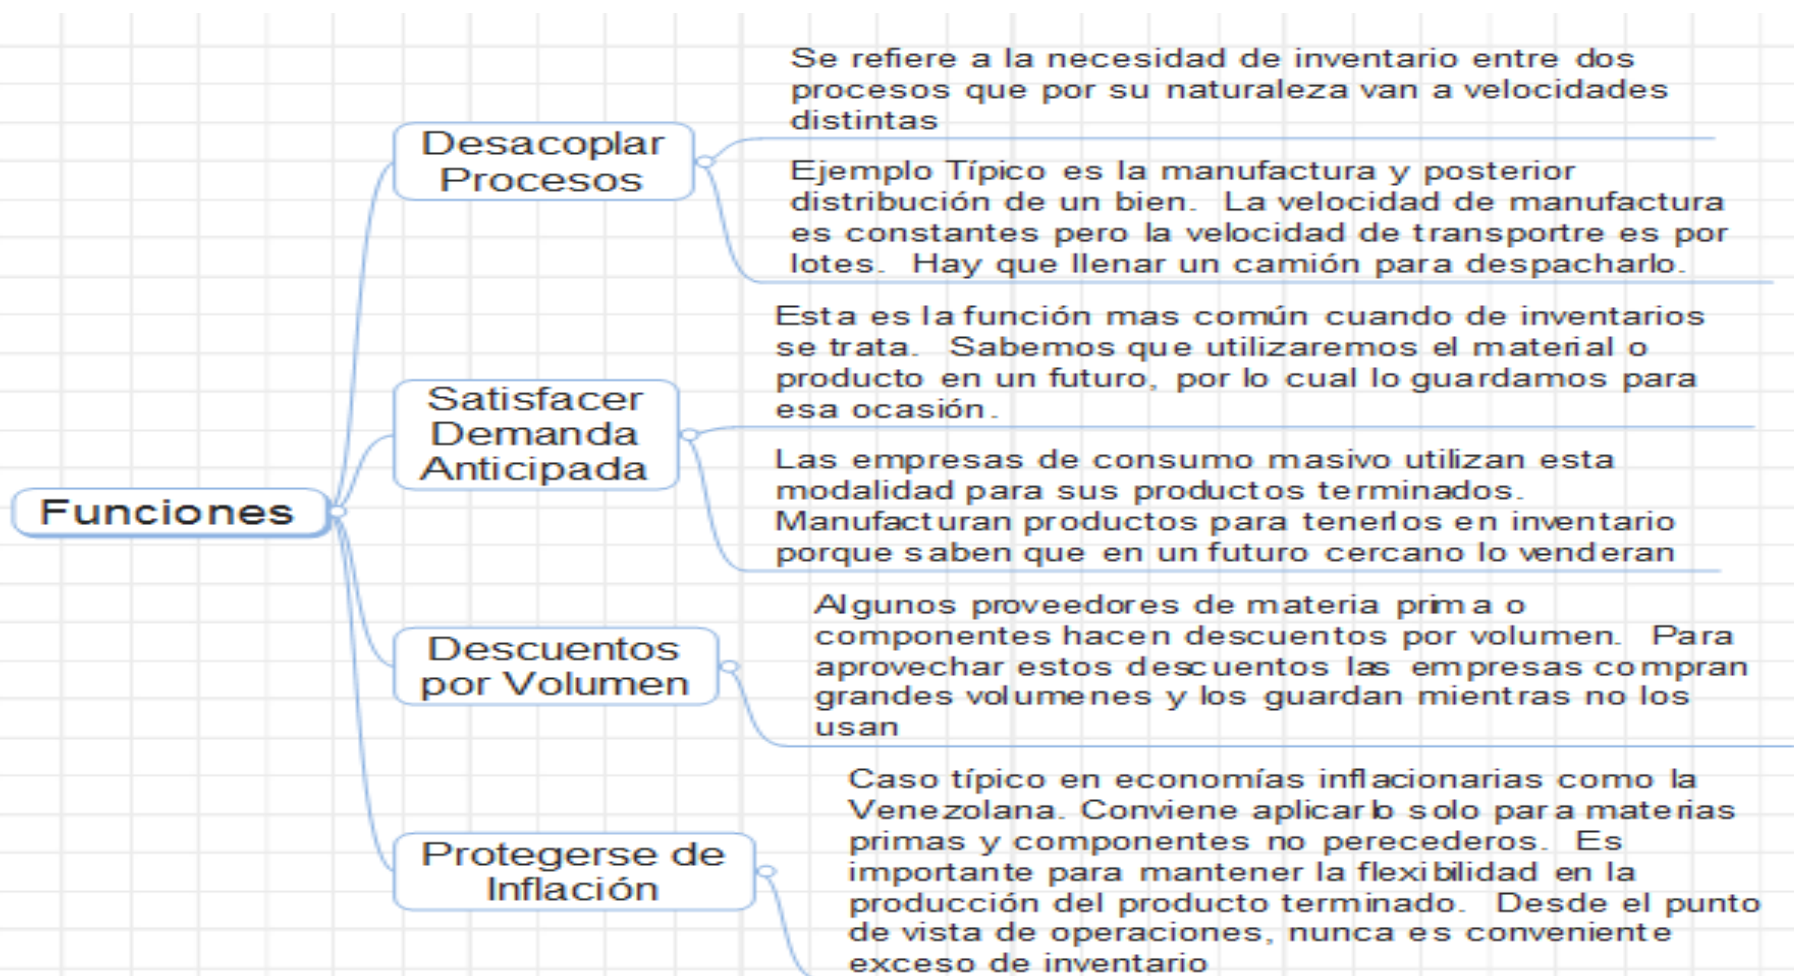 Funciones
Desacoplar
Procesos
Se refiere a la necesidad de inventario entre dos
procesos que por su naturaleza van a velocidades
distintas
Ejemplo Típico es la manufactura y posterior
distribución de un bien. La velocidad de manufactura
es constantes pero la velocidad de transportre es por
lotes. Hay que llenar un camión para despacharlo.
Satisfacer
Demanda
Anticipada
Esta es la función mas común cuando de inventarios
se trata. Sabemos que utilizaremos el material o
producto en un futuro, por lo cual lo guardamos para
esa ocasión.
Las empresas de consumo masivo utilizan esta
modalidad para sus productos terminados.
Manufacturan productos para tenerlos en inventario
porque saben que en un futuro cercano lo venderan
Descuentos
por Volumen
Algunos proveedores de materia prima o
componentes hacen descuentos por volumen. Para
aprovechar estos descuentos las empresas compran
grandes volumenes y los guardan mientras no los
usan
Protegerse de
Inflación
Caso típico en economías inflacionarias como la
Venezolana. Conviene aplicarlo solo para materias
primas y componentes no perecederos. Es
importante para mantener la flexibilidad en la
producción del producto terminado. Desde el punto
de vista de operaciones, nunca es conveniente
exceso de inventario